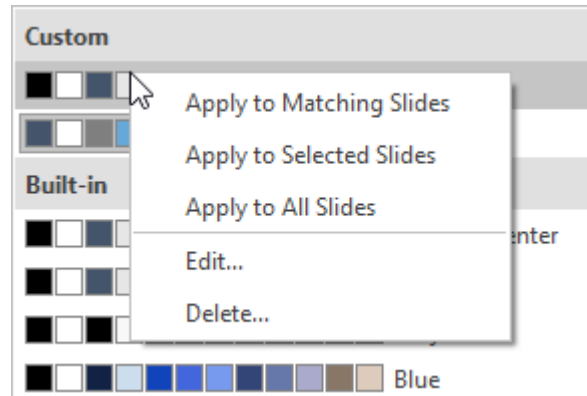 Custom
Apply to Matching Slides
Apply to Selected Slides
Built-in
Apply to All Slides
Edit...
Delete...
Blue